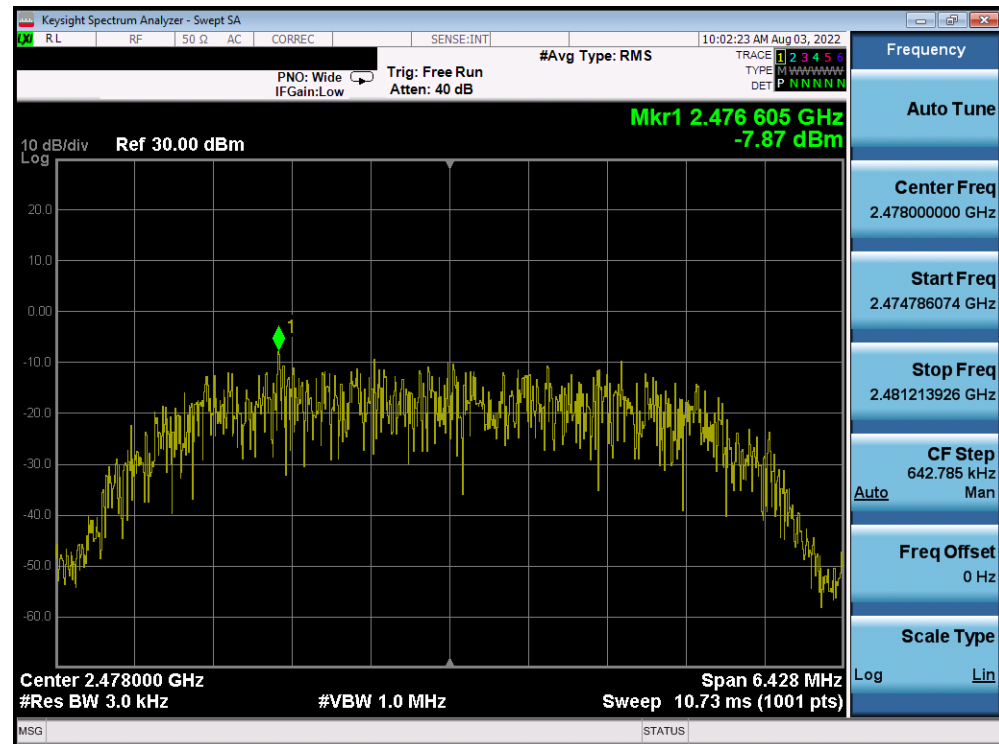 Keysight Spectrum Analyzer - Swept SA
LXI RL RF 50 Ω AC CORREC SENSE:INT 10:02:23 AM Aug 03, 2022
PNO: Wide Trig: Free Run #Avg Type: RMS TRACE 1 2 3 4 5 6
IFGain:Low Atten: 40 dB TYPE M WWWWW
DET P N N N N N
Mkr1 2.476 605 GHz
-7.87 dBm
10 dB/div Ref 30.00 dBm
Log
20.0
10.0
0.00
1
-10.0
-20.0
-30.0
-40.0
-50.0
-60.0
Center 2.478000 GHz Span 6.428 MHz
#Res BW 3.0 kHz #VBW 1.0 MHz Sweep 10.73 ms (1001 pts)
MSG STATUS
Frequency
Auto Tune
Center Freq
2.478000000 GHz
Start Freq
2.474786074 GHz
Stop Freq
2.481213926 GHz
CF Step
642.785 kHz
Auto Man
Freq Offset
0 Hz
Scale Type
Log Lin